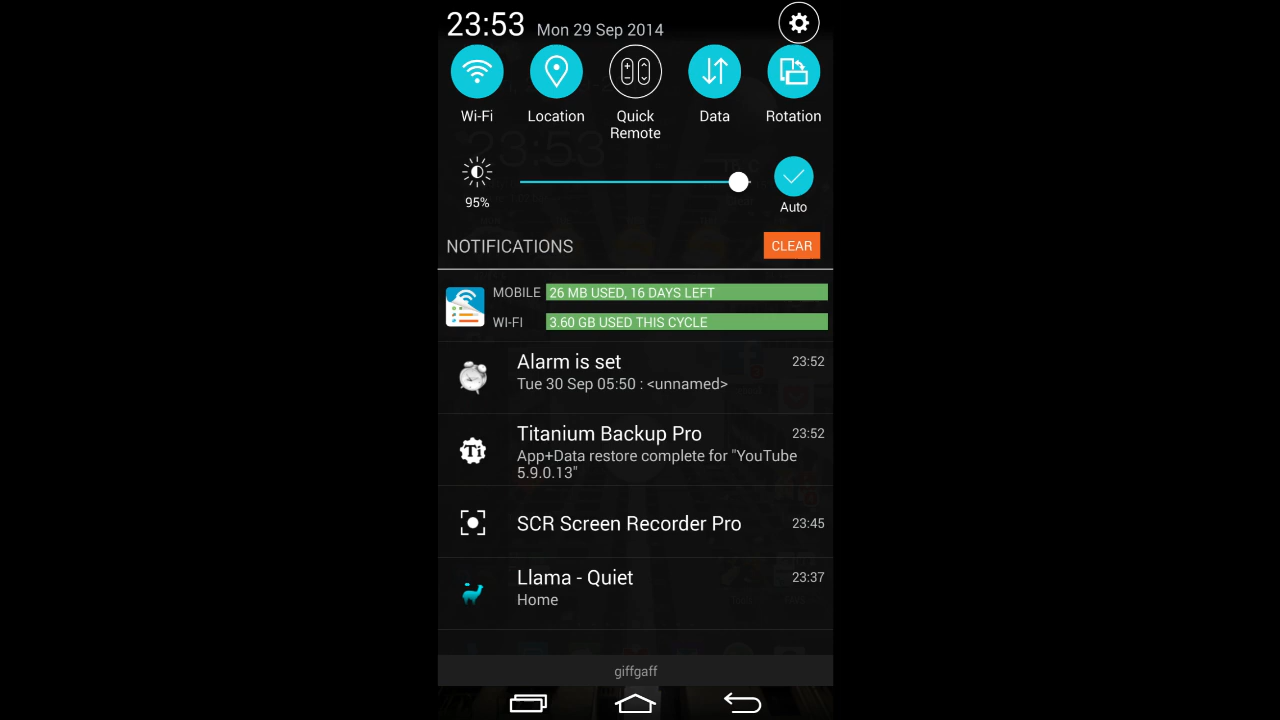 23:53 Mon 29 Sep 2014
Wi-Fi Location Quick Remote Data Rotation
23:53
95% Auto
NOTIFICATIONS CLEAR
MOBILE 26 MB USED, 16 DAYS LEFT
WI-FI 3.60 GB USED THIS CYCLE
Alarm is set 23:52
Tue 30 Sep 05:50 : <unnamed>
Ti Titanium Backup Pro 23:52
App+Data restore complete for "YouTube
5.9.0.13"
SCR Screen Recorder Pro 23:45
Llama - Quiet 23:37
Home
giffgaff